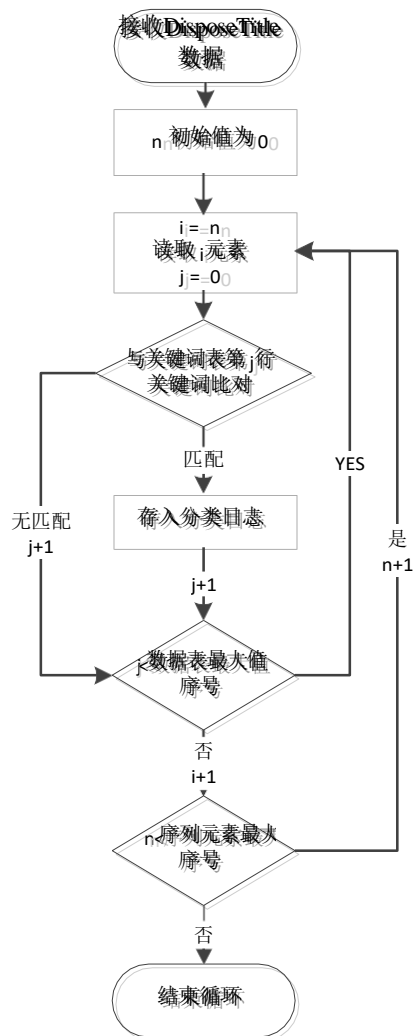 接收DisposeTitle
数据
n初始值为0
i = n
读取i元素
j = 0
与关键词表第j行
关键词比对
匹配
无匹配
j+1
YES
是
n+1
存入分类日志
j+1
j<数据表最大值
序号
否
i+1
n<序列元素最大
序号
否
结束循环